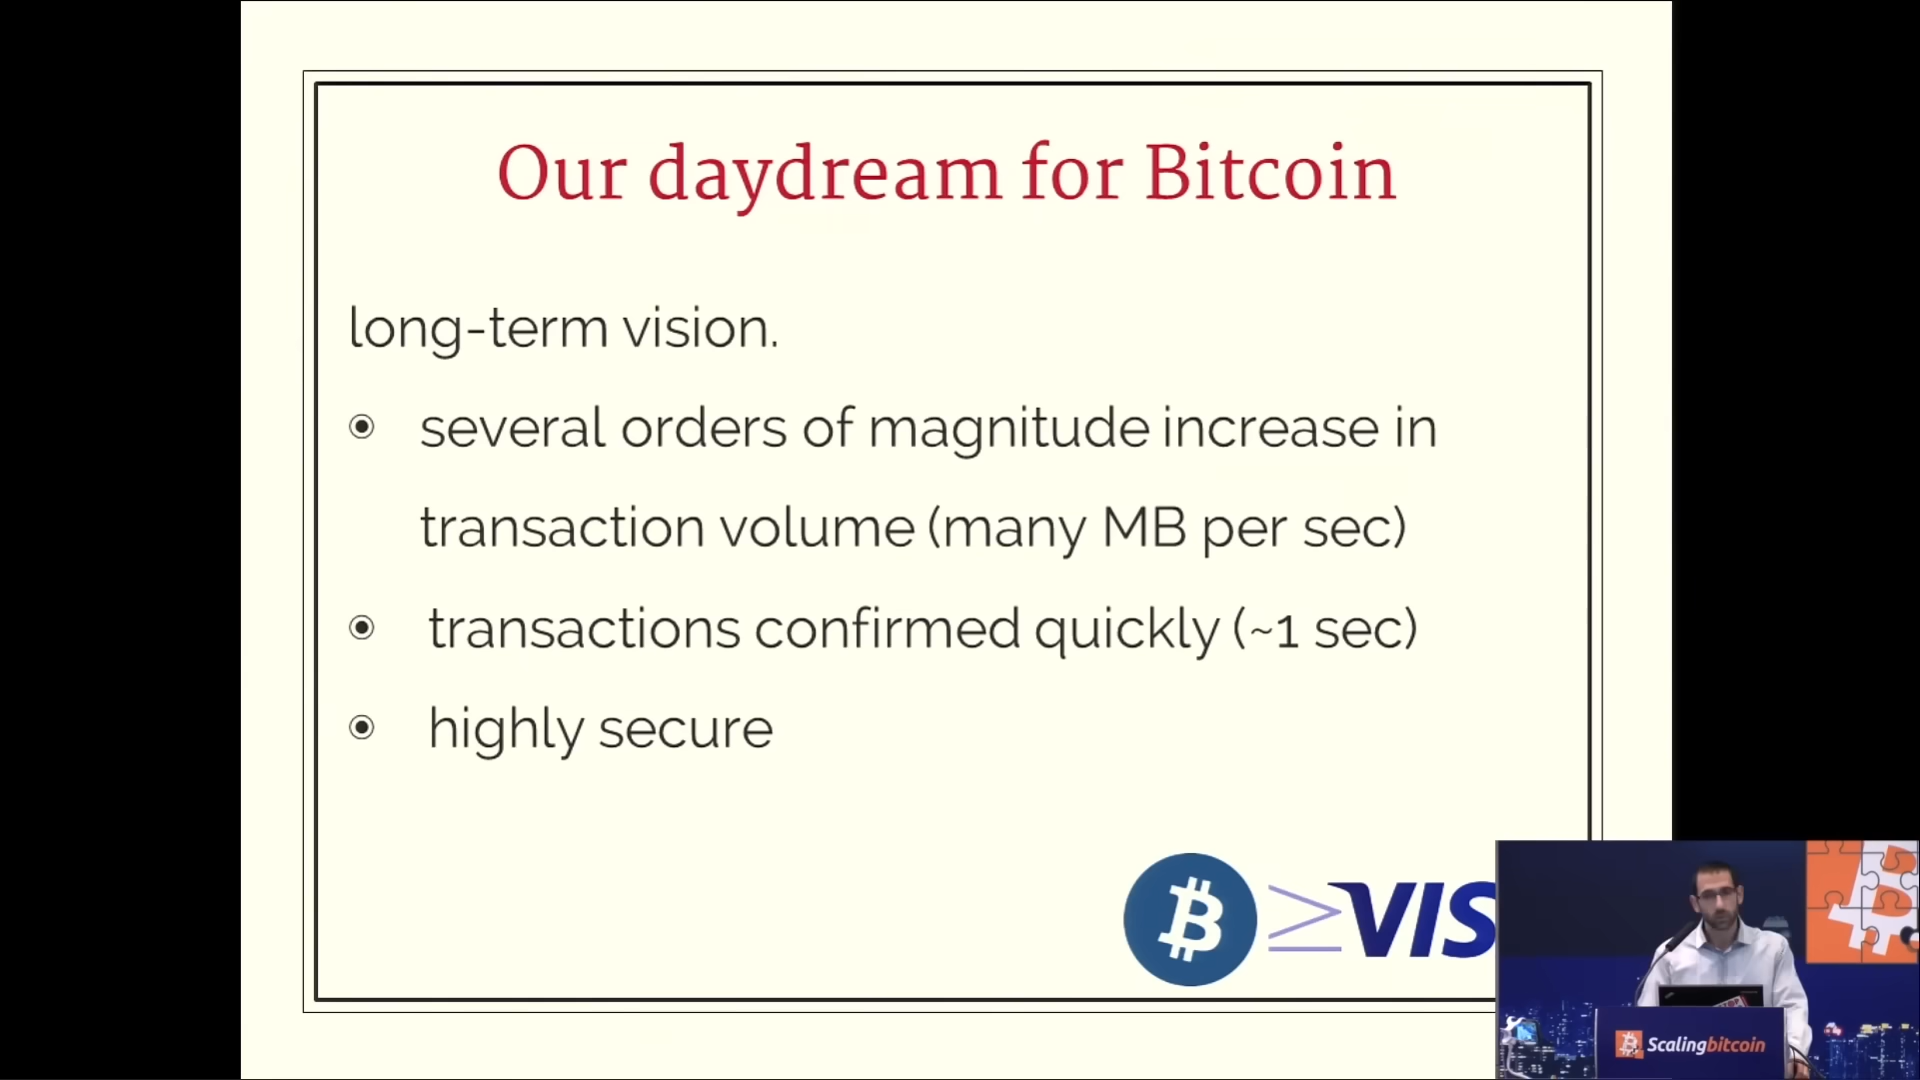 Our daydream for Bitcoin
long-term vision.
several orders of magnitude increase in
transaction volume (many MB per sec)
transactions confirmed quickly (~1 sec)
highly secure
≥VIS
Scalingbitcoin